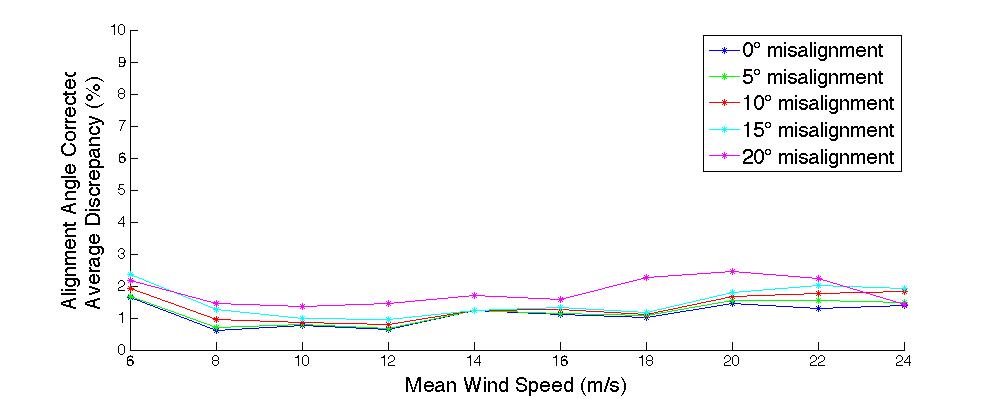 10
9
8
7
6
5
4
3
2
1
0
6
8
10
12
14
16
18
20
22
24
Alignment Angle Corrected
Average Discrepancy (%)
Mean Wind Speed (m/s)
0° misalignment
5° misalignment
10° misalignment
15° misalignment
20° misalignment